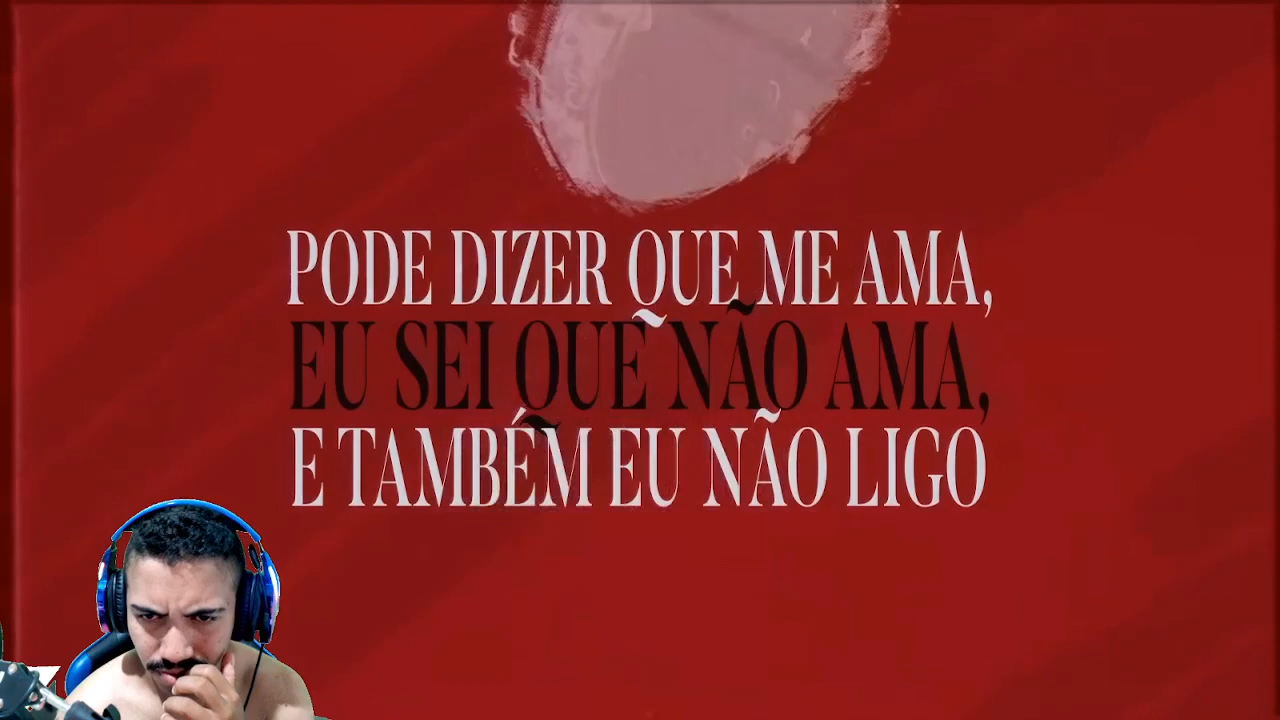 PODE DIZER QUE ME AMA,
EU SEI QUE NÃO AMA,
E TAMBÉM EU NÃO LIGO